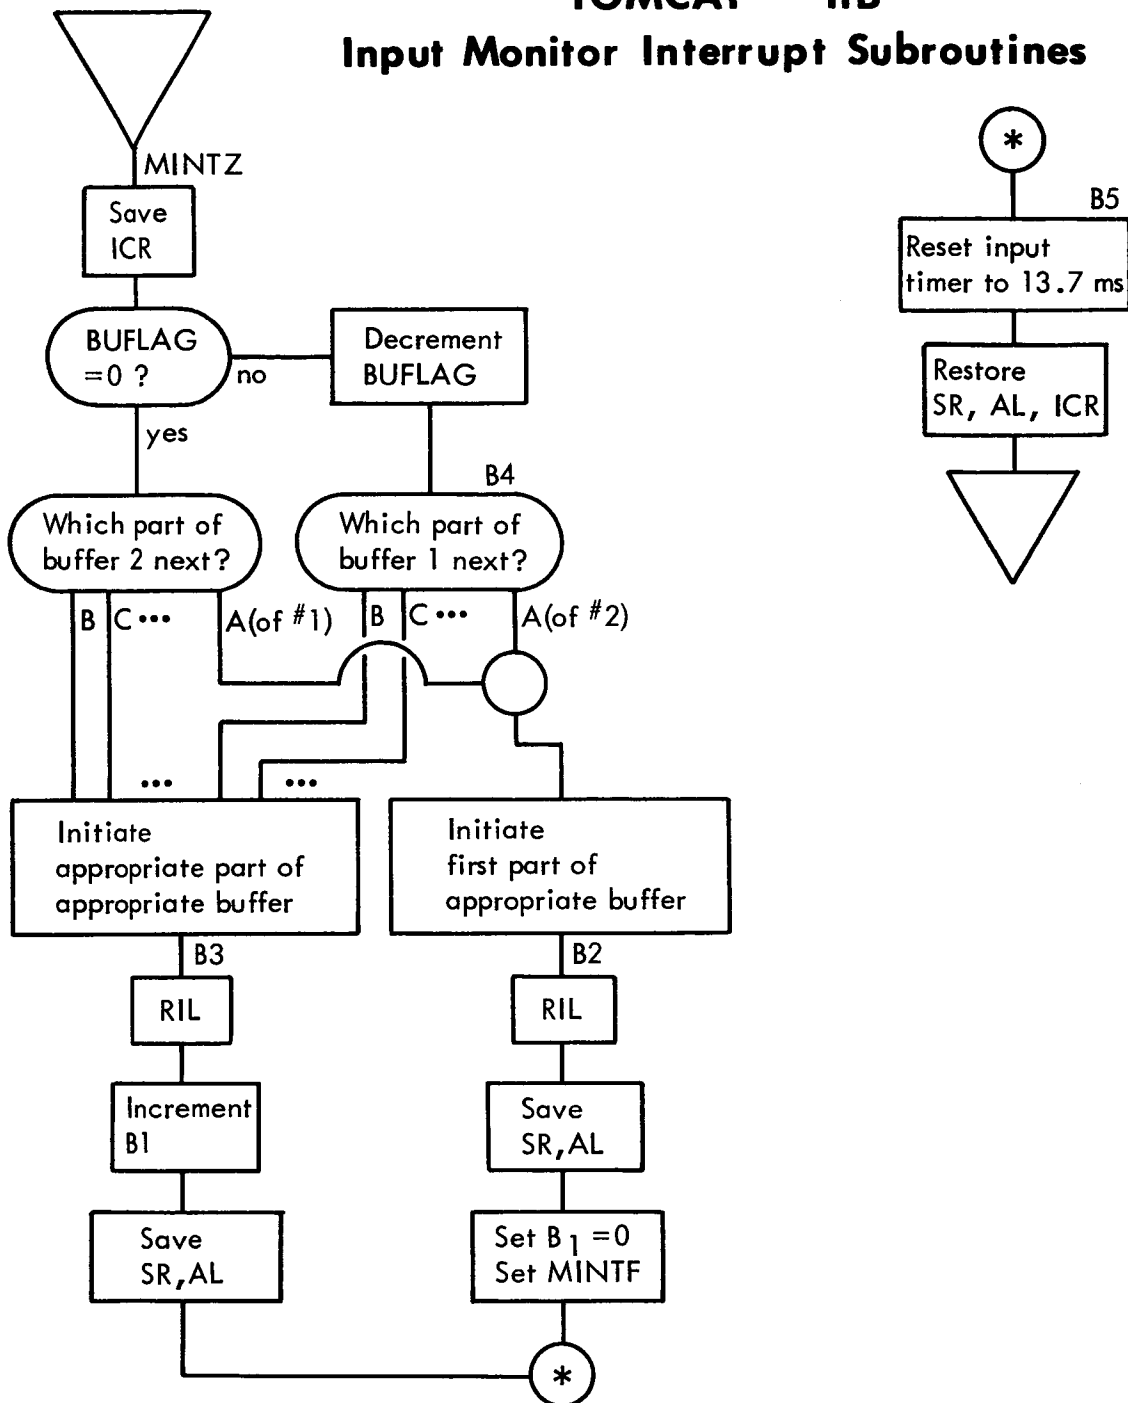 TOMCAT IIB
Input Monitor Interrupt Subroutines
MINTZ
Save
ICR
BUFLAG
=0 ?
no
yes
Decrement
BUFLAG
B4
Which part of
buffer 2 next?
Which part of
buffer 1 next?
B
C •••
A(of #1)
B
C •••
A(of #2)
•••
•••
Initiate
appropriate part of
appropriate buffer
Initiate
first part of
appropriate buffer
B3
B2
RIL
RIL
Increment
B1
Save
SR,AL
Save
SR,AL
Set B1 =0
Set MINTF
*
*
B5
Reset input
timer to 13.7 ms
Restore
SR, AL, ICR